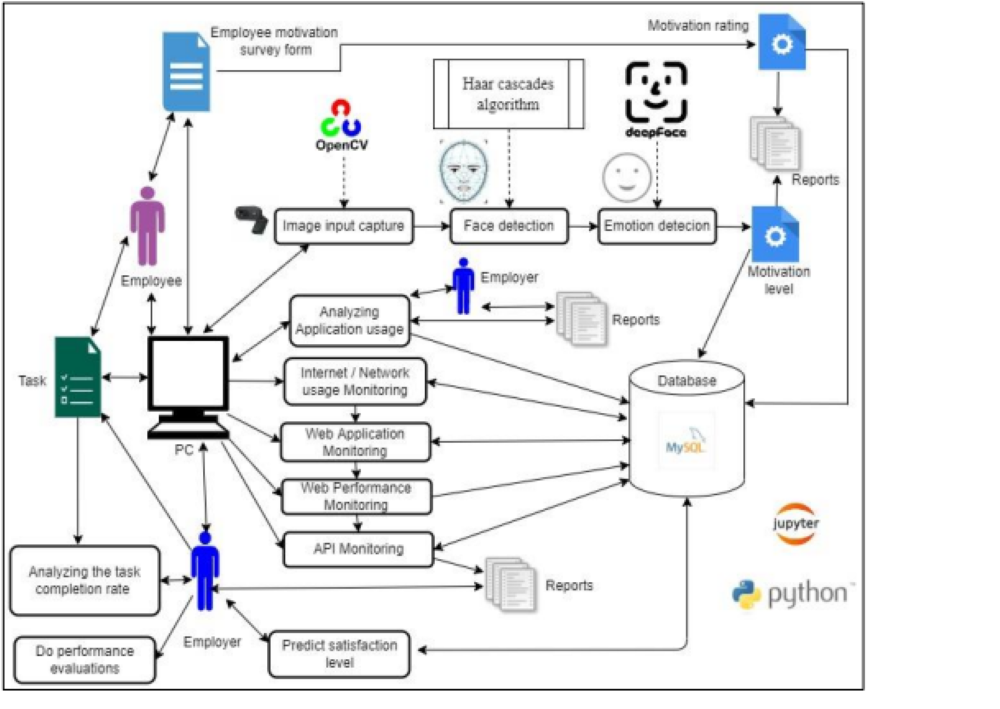 Employee motivation
survey form
Motivation rating
Haar cascades
algorithm
OpenCV
deepFace
Reports
Image input capture
Face detection
Emotion detecion
Motivation
level
Employee
Employer
Analyzing
Application usage
Reports
Task
Internet / Network
usage Monitoring
Database
MySQL
Web Application
Monitoring
PC
Web Performance
Monitoring
API Monitoring
jupyter
Analyzing the task
completion rate
Reports
python
Employer
Predict satisfaction
level
Do performance
evaluations